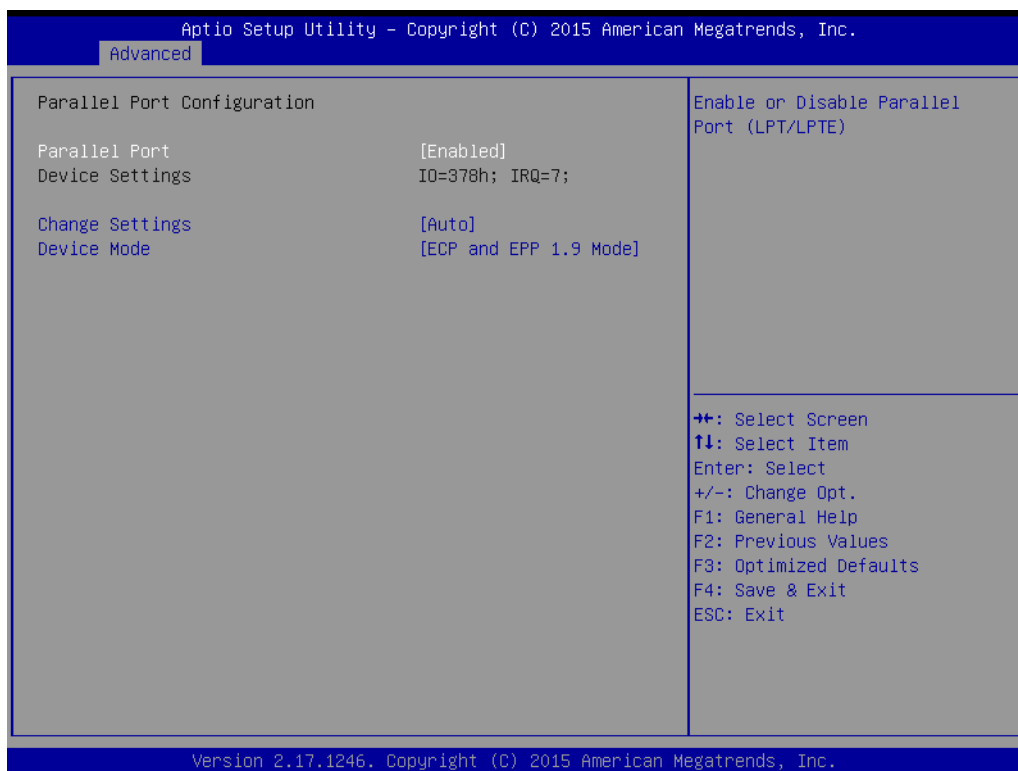 Aptio Setup Utility – Copyright (C) 2015 American Megatrends, Inc.
Advanced
Parallel Port Configuration
Parallel Port [Enabled]
Device Settings IO=378h; IRQ=7;
Change Settings [Auto]
Device Mode [ECP and EPP 1.9 Mode]
Enable or Disable Parallel
Port (LPT/LPTE)
→←: Select Screen
↑↓: Select Item
Enter: Select
+/-: Change Opt.
F1: General Help
F2: Previous Values
F3: Optimized Defaults
F4: Save & Exit
ESC: Exit
Version 2.17.1246. Copyright (C) 2015 American Megatrends, Inc.